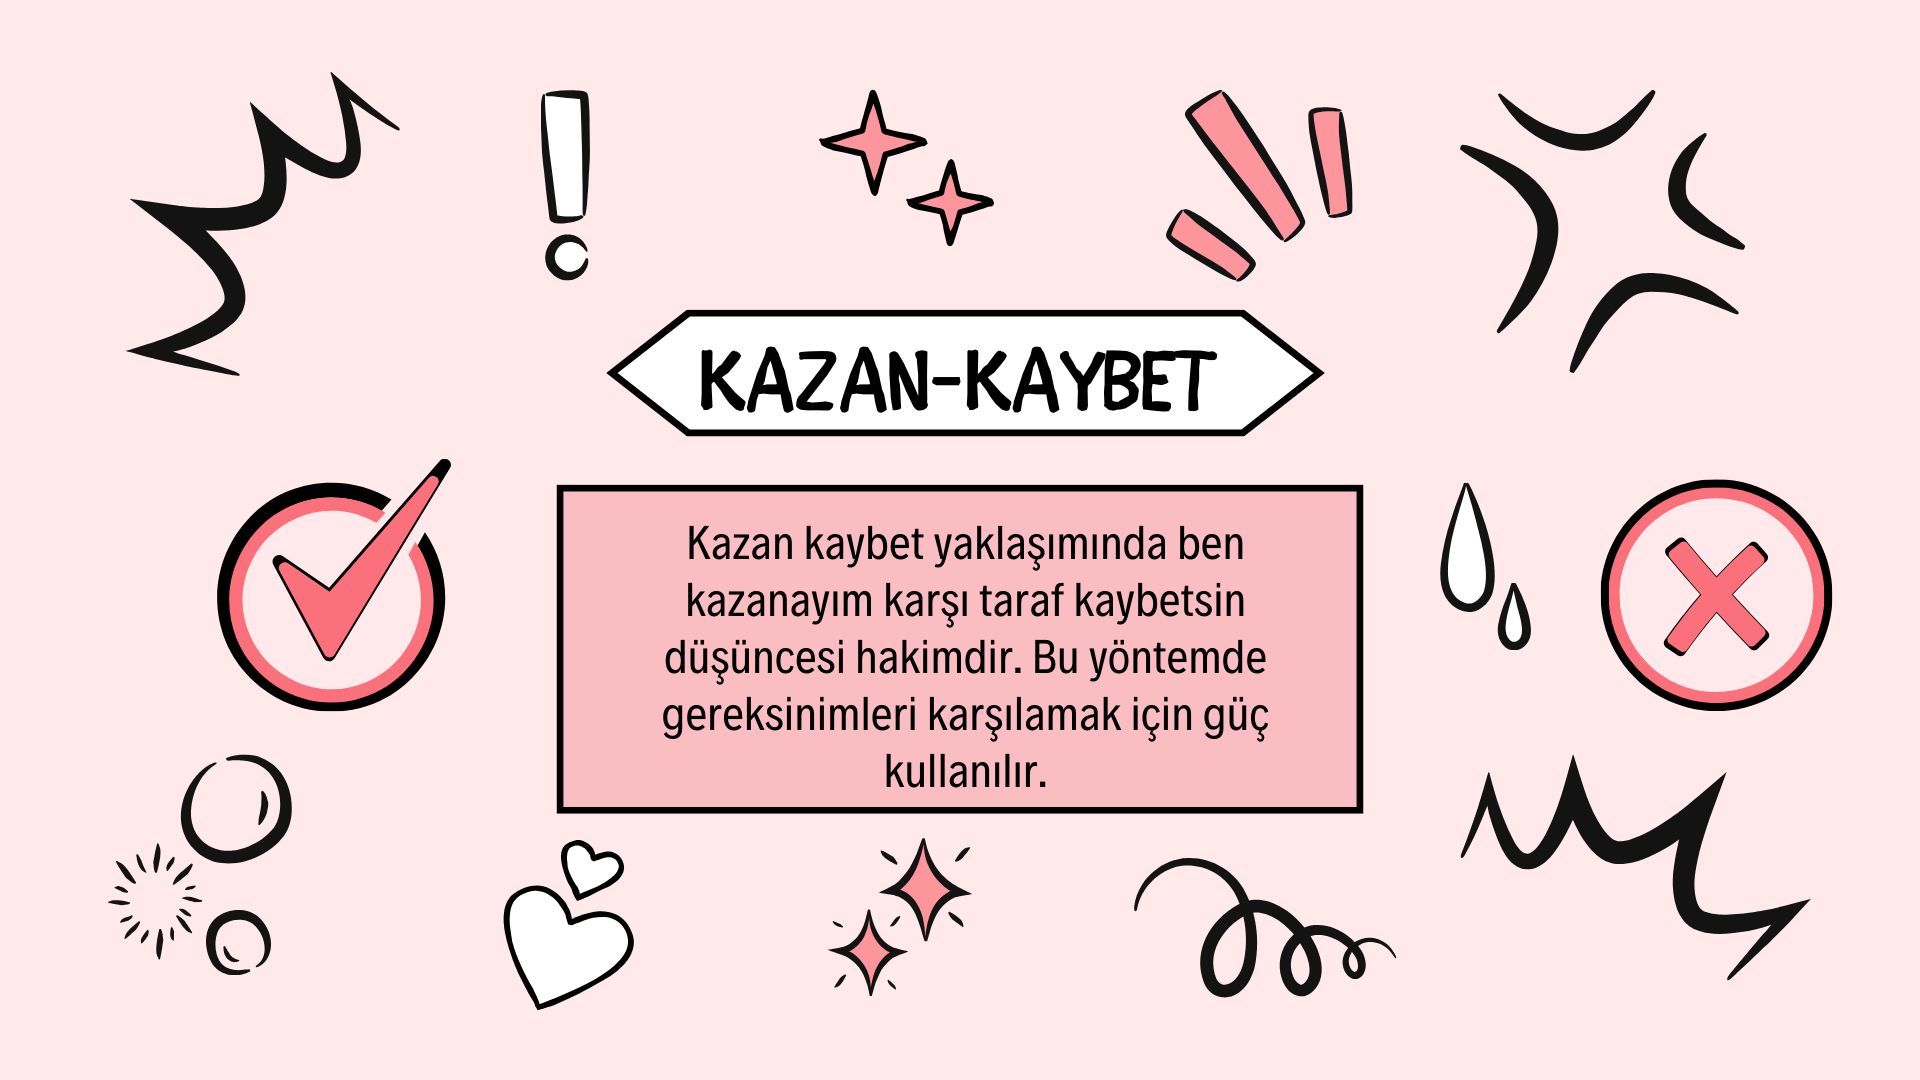 KAZAN-KAYBET
Kazan kaybet yaklaşımında ben
kazanayım karşı taraf kaybetsin
düşüncesi hakimdir. Bu yöntemde
gereksinimleri karşılamak için güç
kullanılır.